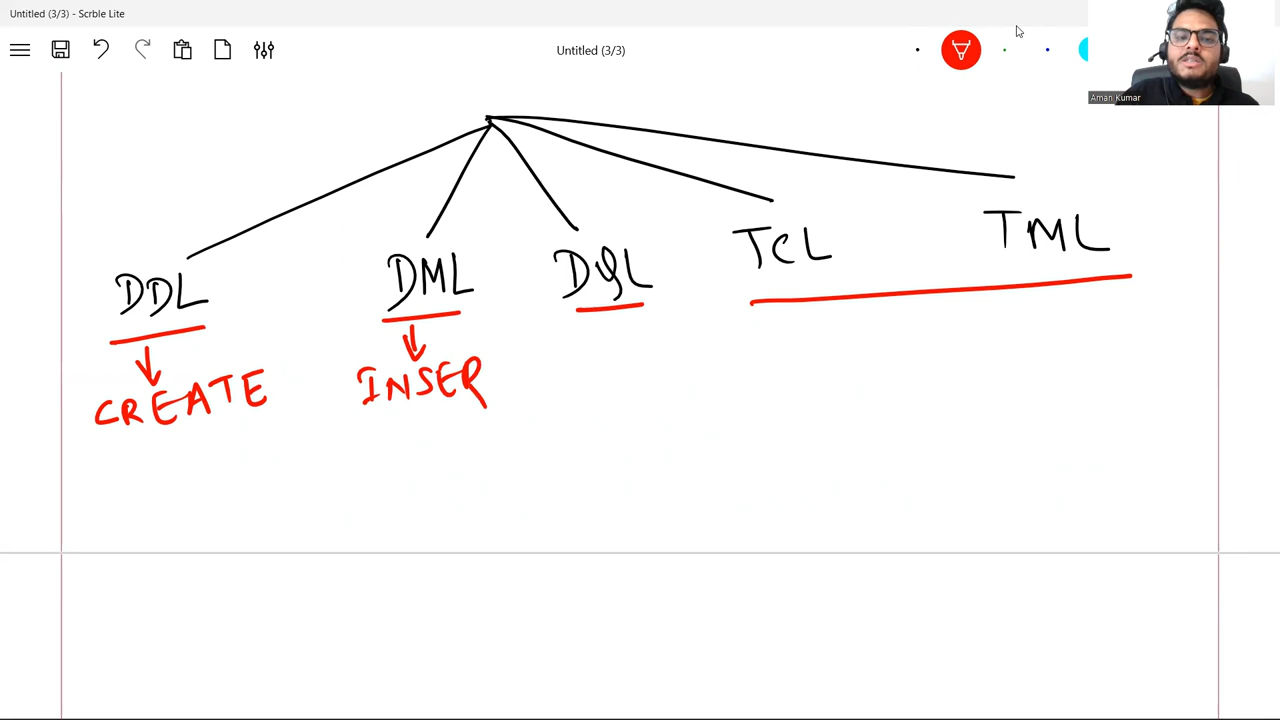 Untitled (3/3) - Scrble Lite
Untitled (3/3)
Aman Kumar
DDL DML DQL TCL TML
CREATE INSER